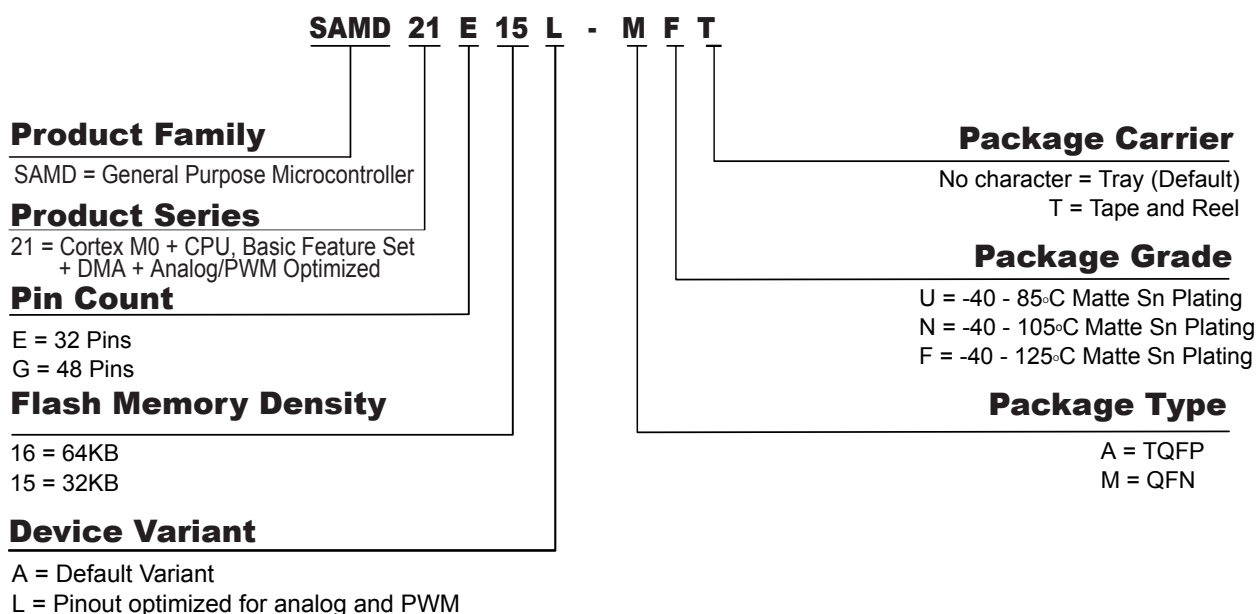 SAMD 21 E 15 L - M F T
Product Family
SAMD = General Purpose Microcontroller
Product Series
21 = Cortex M0 + CPU, Basic Feature Set
+ DMA + Analog/PWM Optimized
Pin Count
E = 32 Pins
G = 48 Pins
Flash Memory Density
16 = 64KB
15 = 32KB
Device Variant
A = Default Variant
L = Pinout optimized for analog and PWM
Package Carrier
No character = Tray (Default)
T = Tape and Reel
Package Grade
U = -40 - 85°C Matte Sn Plating
N = -40 - 105°C Matte Sn Plating
F = -40 - 125°C Matte Sn Plating
Package Type
A = TQFP
M = QFN